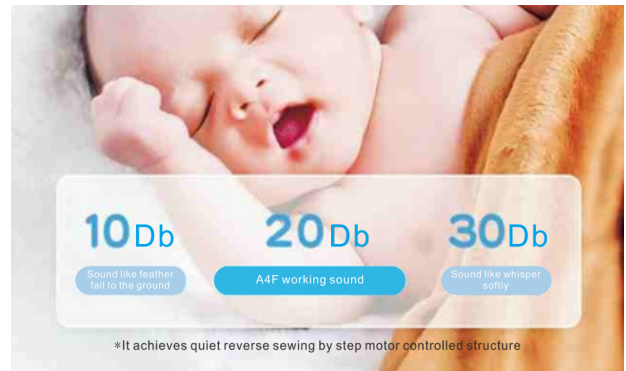 10Db 20Db 30Db
Sound like feather
fall to the ground
A4F working sound
Sound like whisper
softly
*It achieves quiet reverse sewing by step motor controlled structure